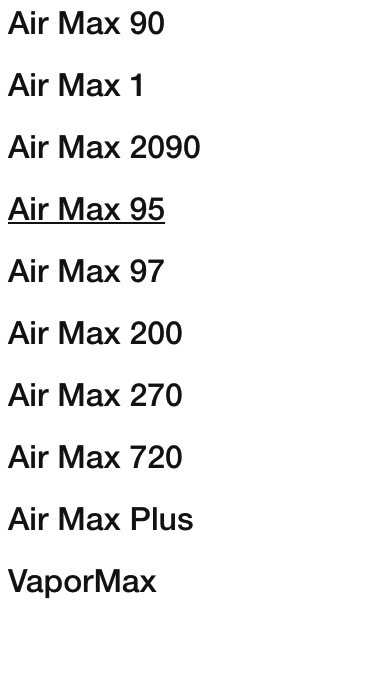 Air Max 90
Air Max 1
Air Max 2090
Air Max 95
Air Max 97
Air Max 200
Air Max 270
Air Max 720
Air Max Plus
VaporMax